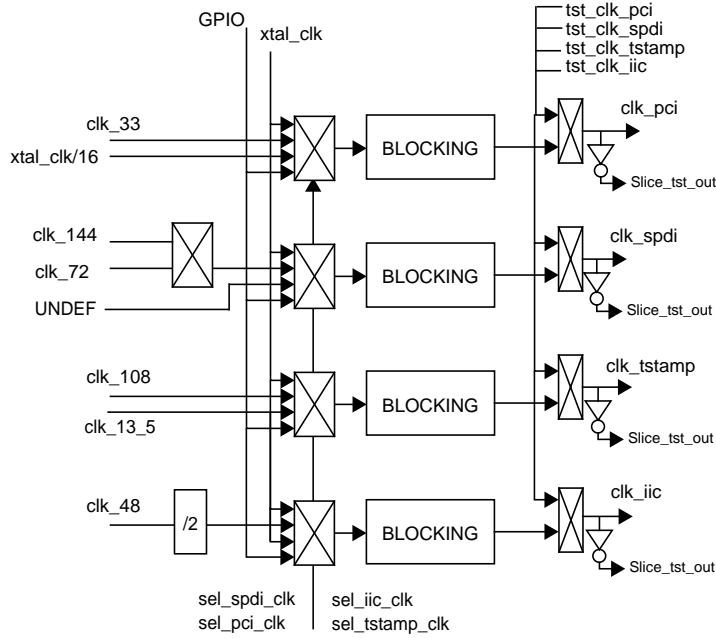 GPIO
xtal_clk
tst_clk_pci
tst_clk_spdi
tst_clk_tstamp
tst_clk_iic
clk_33
xtal_clk/16
BLOCKING
clk_pci
Slice_tst_out
clk_144
clk_72
UNDEF
BLOCKING
clk_spdi
Slice_tst_out
clk_108
clk_13_5
BLOCKING
clk_tstamp
Slice_tst_out
clk_48
/2
BLOCKING
clk_iic
Slice_tst_out
sel_spdi_clk
sel_iic_clk
sel_pci_clk
sel_tstamp_clk